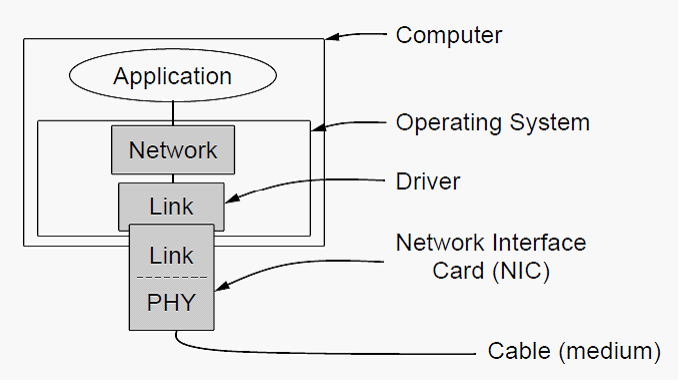 Computer
Application
Operating System
Network
Driver
Link
Network Interface
Card (NIC)
Link
PHY
Cable (medium)